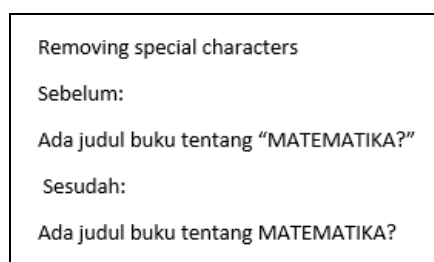 Removing special characters
Sebelum:
Ada judul buku tentang “MATEMATIKA?”
Sesudah:
Ada judul buku tentang MATEMATIKA?